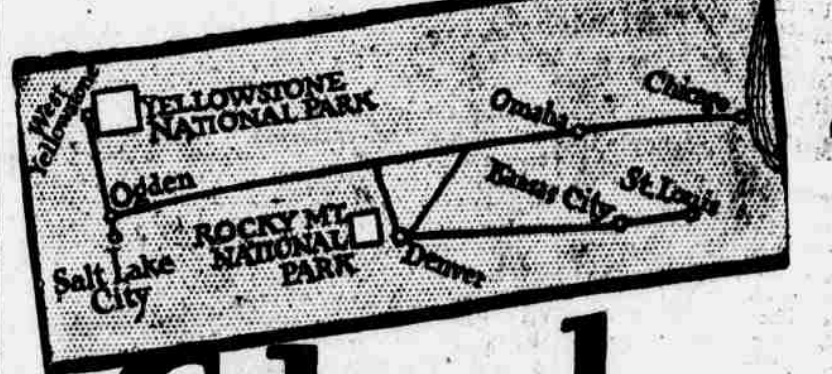 West
Yellowstone
YELLOWSTONE
NATIONAL PARK
Omaha
Chicago
Ogden
Kansas City
St. Louis
ROCKY MT.
NATIONAL
PARK
Denver
Salt Lake
City